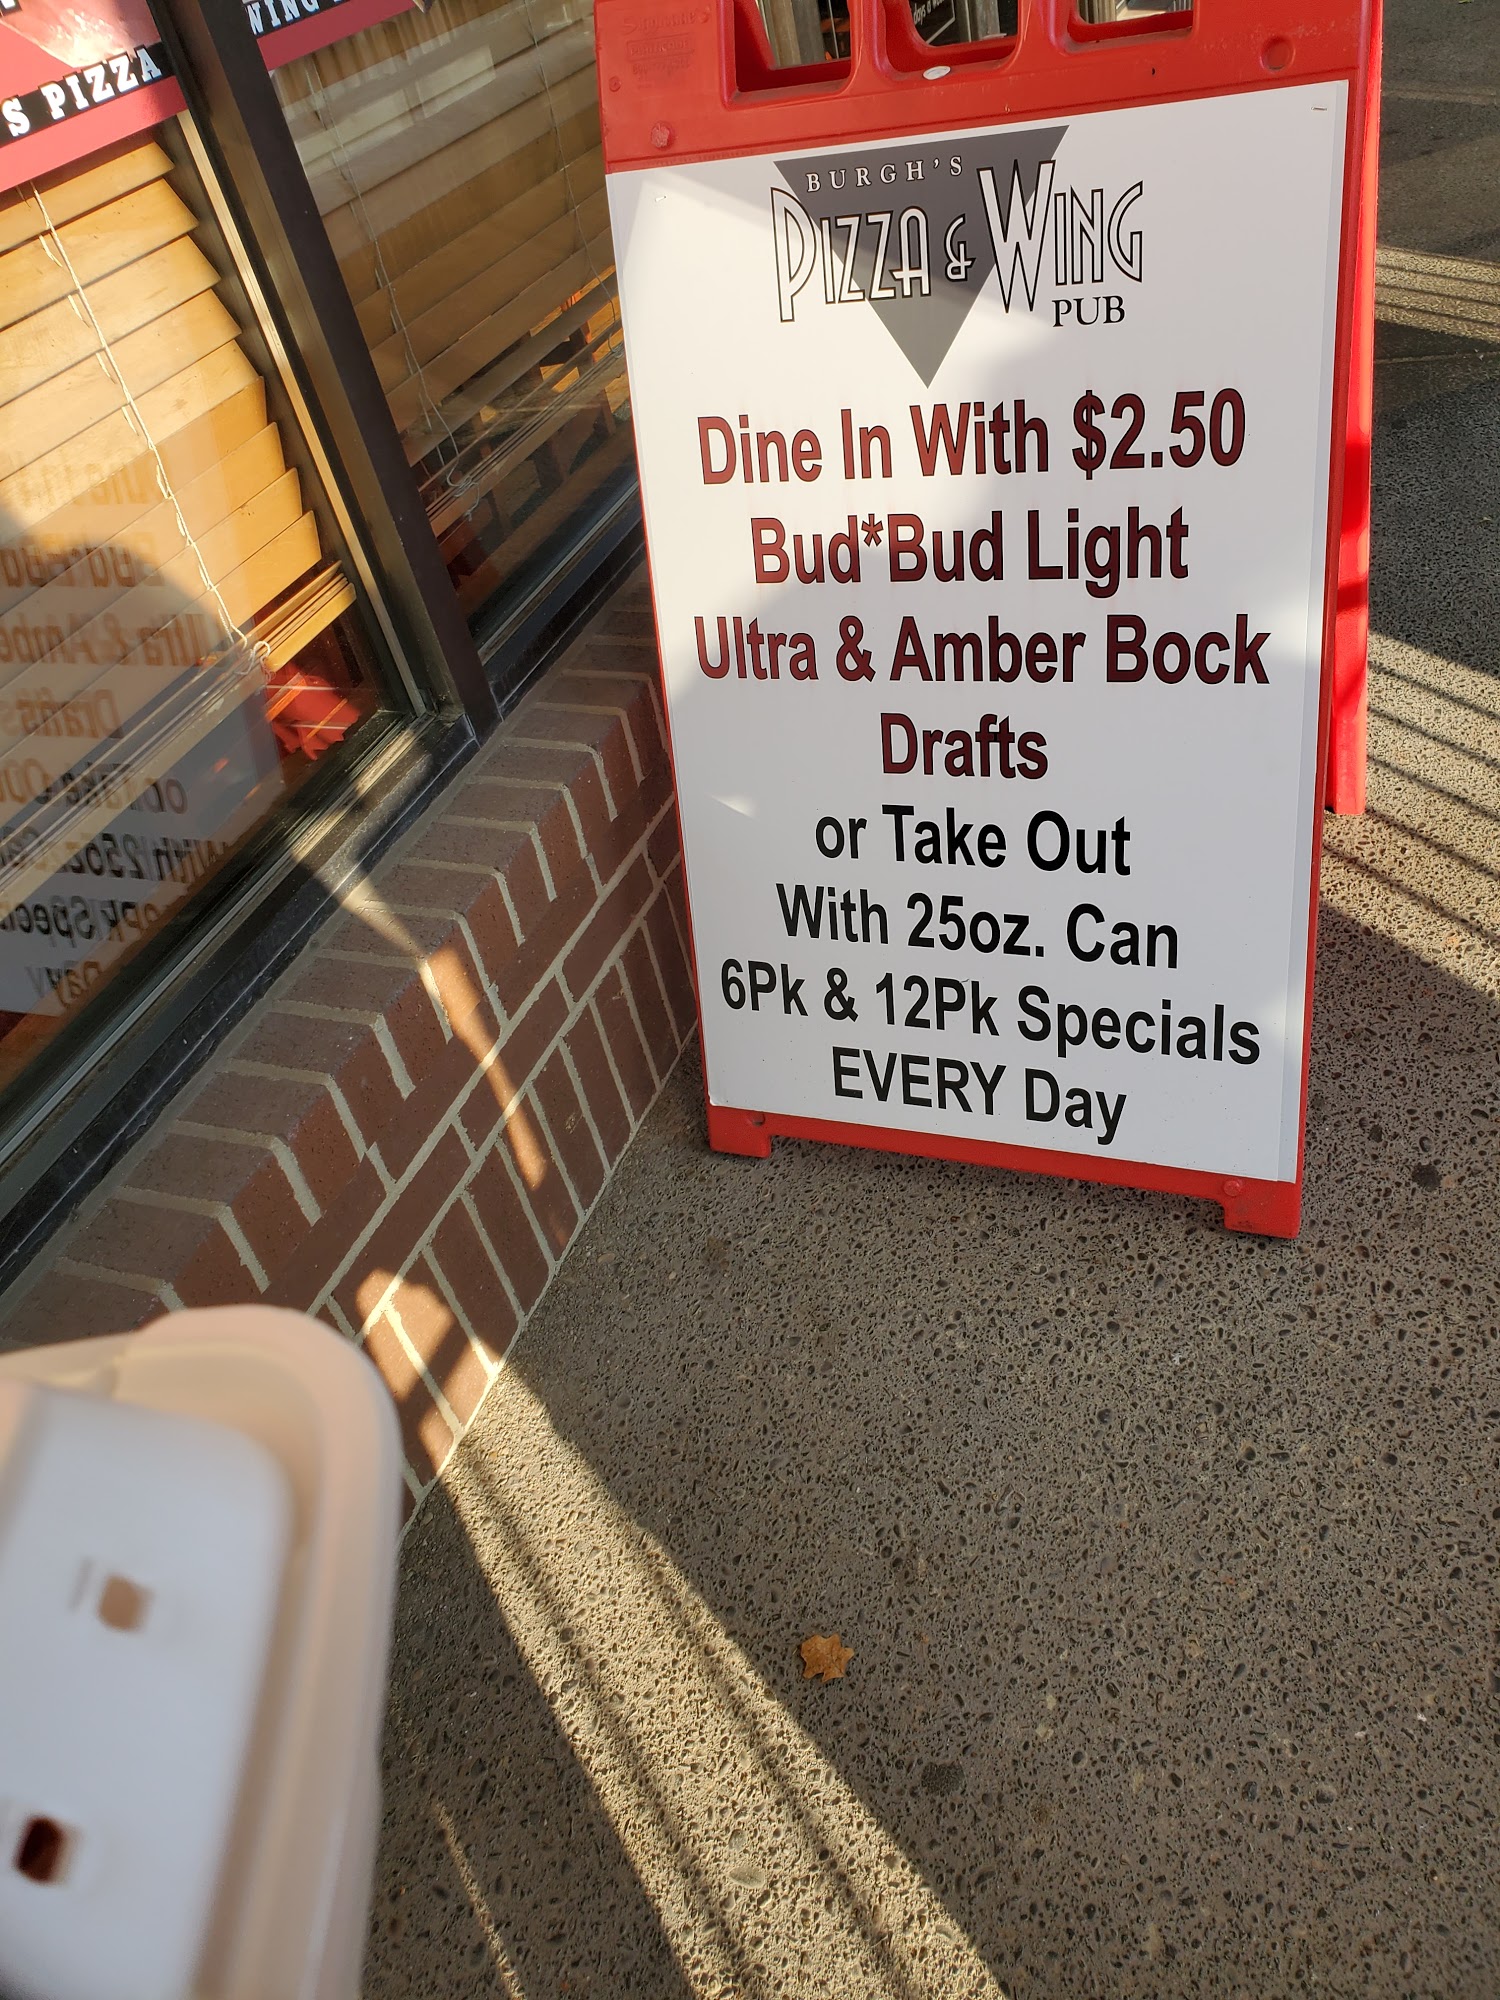 S PIZZA
WING
BURGH'S
PIZZA & WING
PUB
Dine In With $2.50
Bud*Bud Light
Ultra & Amber Bock
Drafts
or Take Out
With 25oz. Can
6Pk & 12Pk Specials
EVERY Day